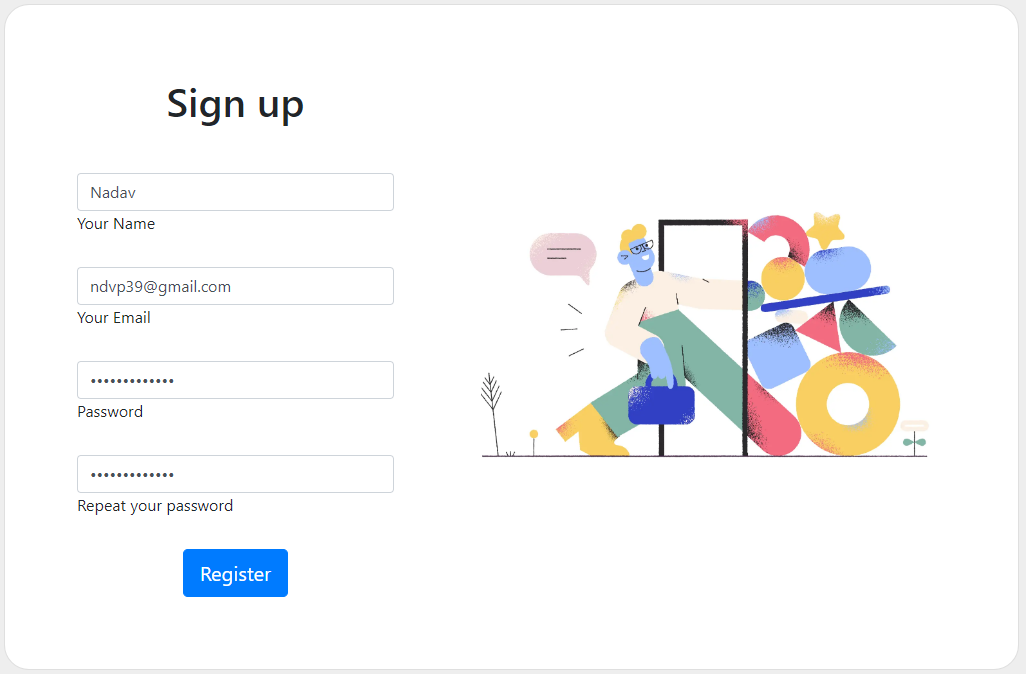 Sign up
Nadav
Your Name
ndvp39@gmail.com
Your Email
•••••••••••••
Password
•••••••••••••
Repeat your password
Register